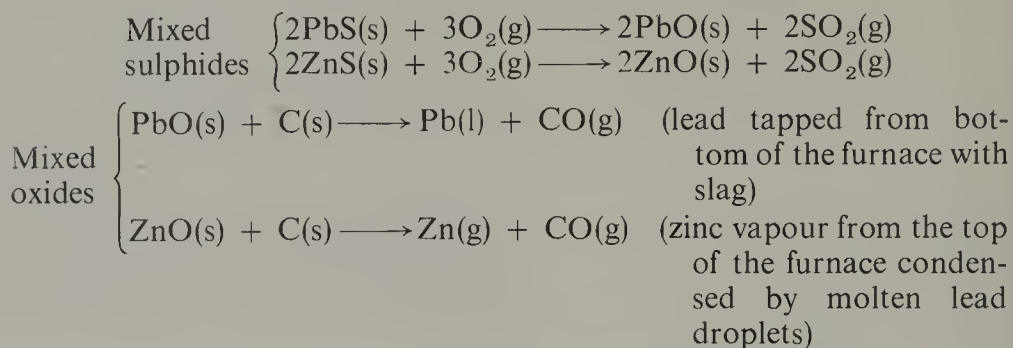 Mixed sulphides { 2PbS(s) + 3O₂(g) ⟶ 2PbO(s) + 2SO₂(g)
2ZnS(s) + 3O₂(g) ⟶ 2ZnO(s) + 2SO₂(g)
Mixed oxides { PbO(s) + C(s) ⟶ Pb(l) + CO(g) (lead tapped from bot-
tom of the furnace with
slag)
ZnO(s) + C(s) ⟶ Zn(g) + CO(g) (zinc vapour from the top
of the furnace conden-
sed by molten lead
droplets)